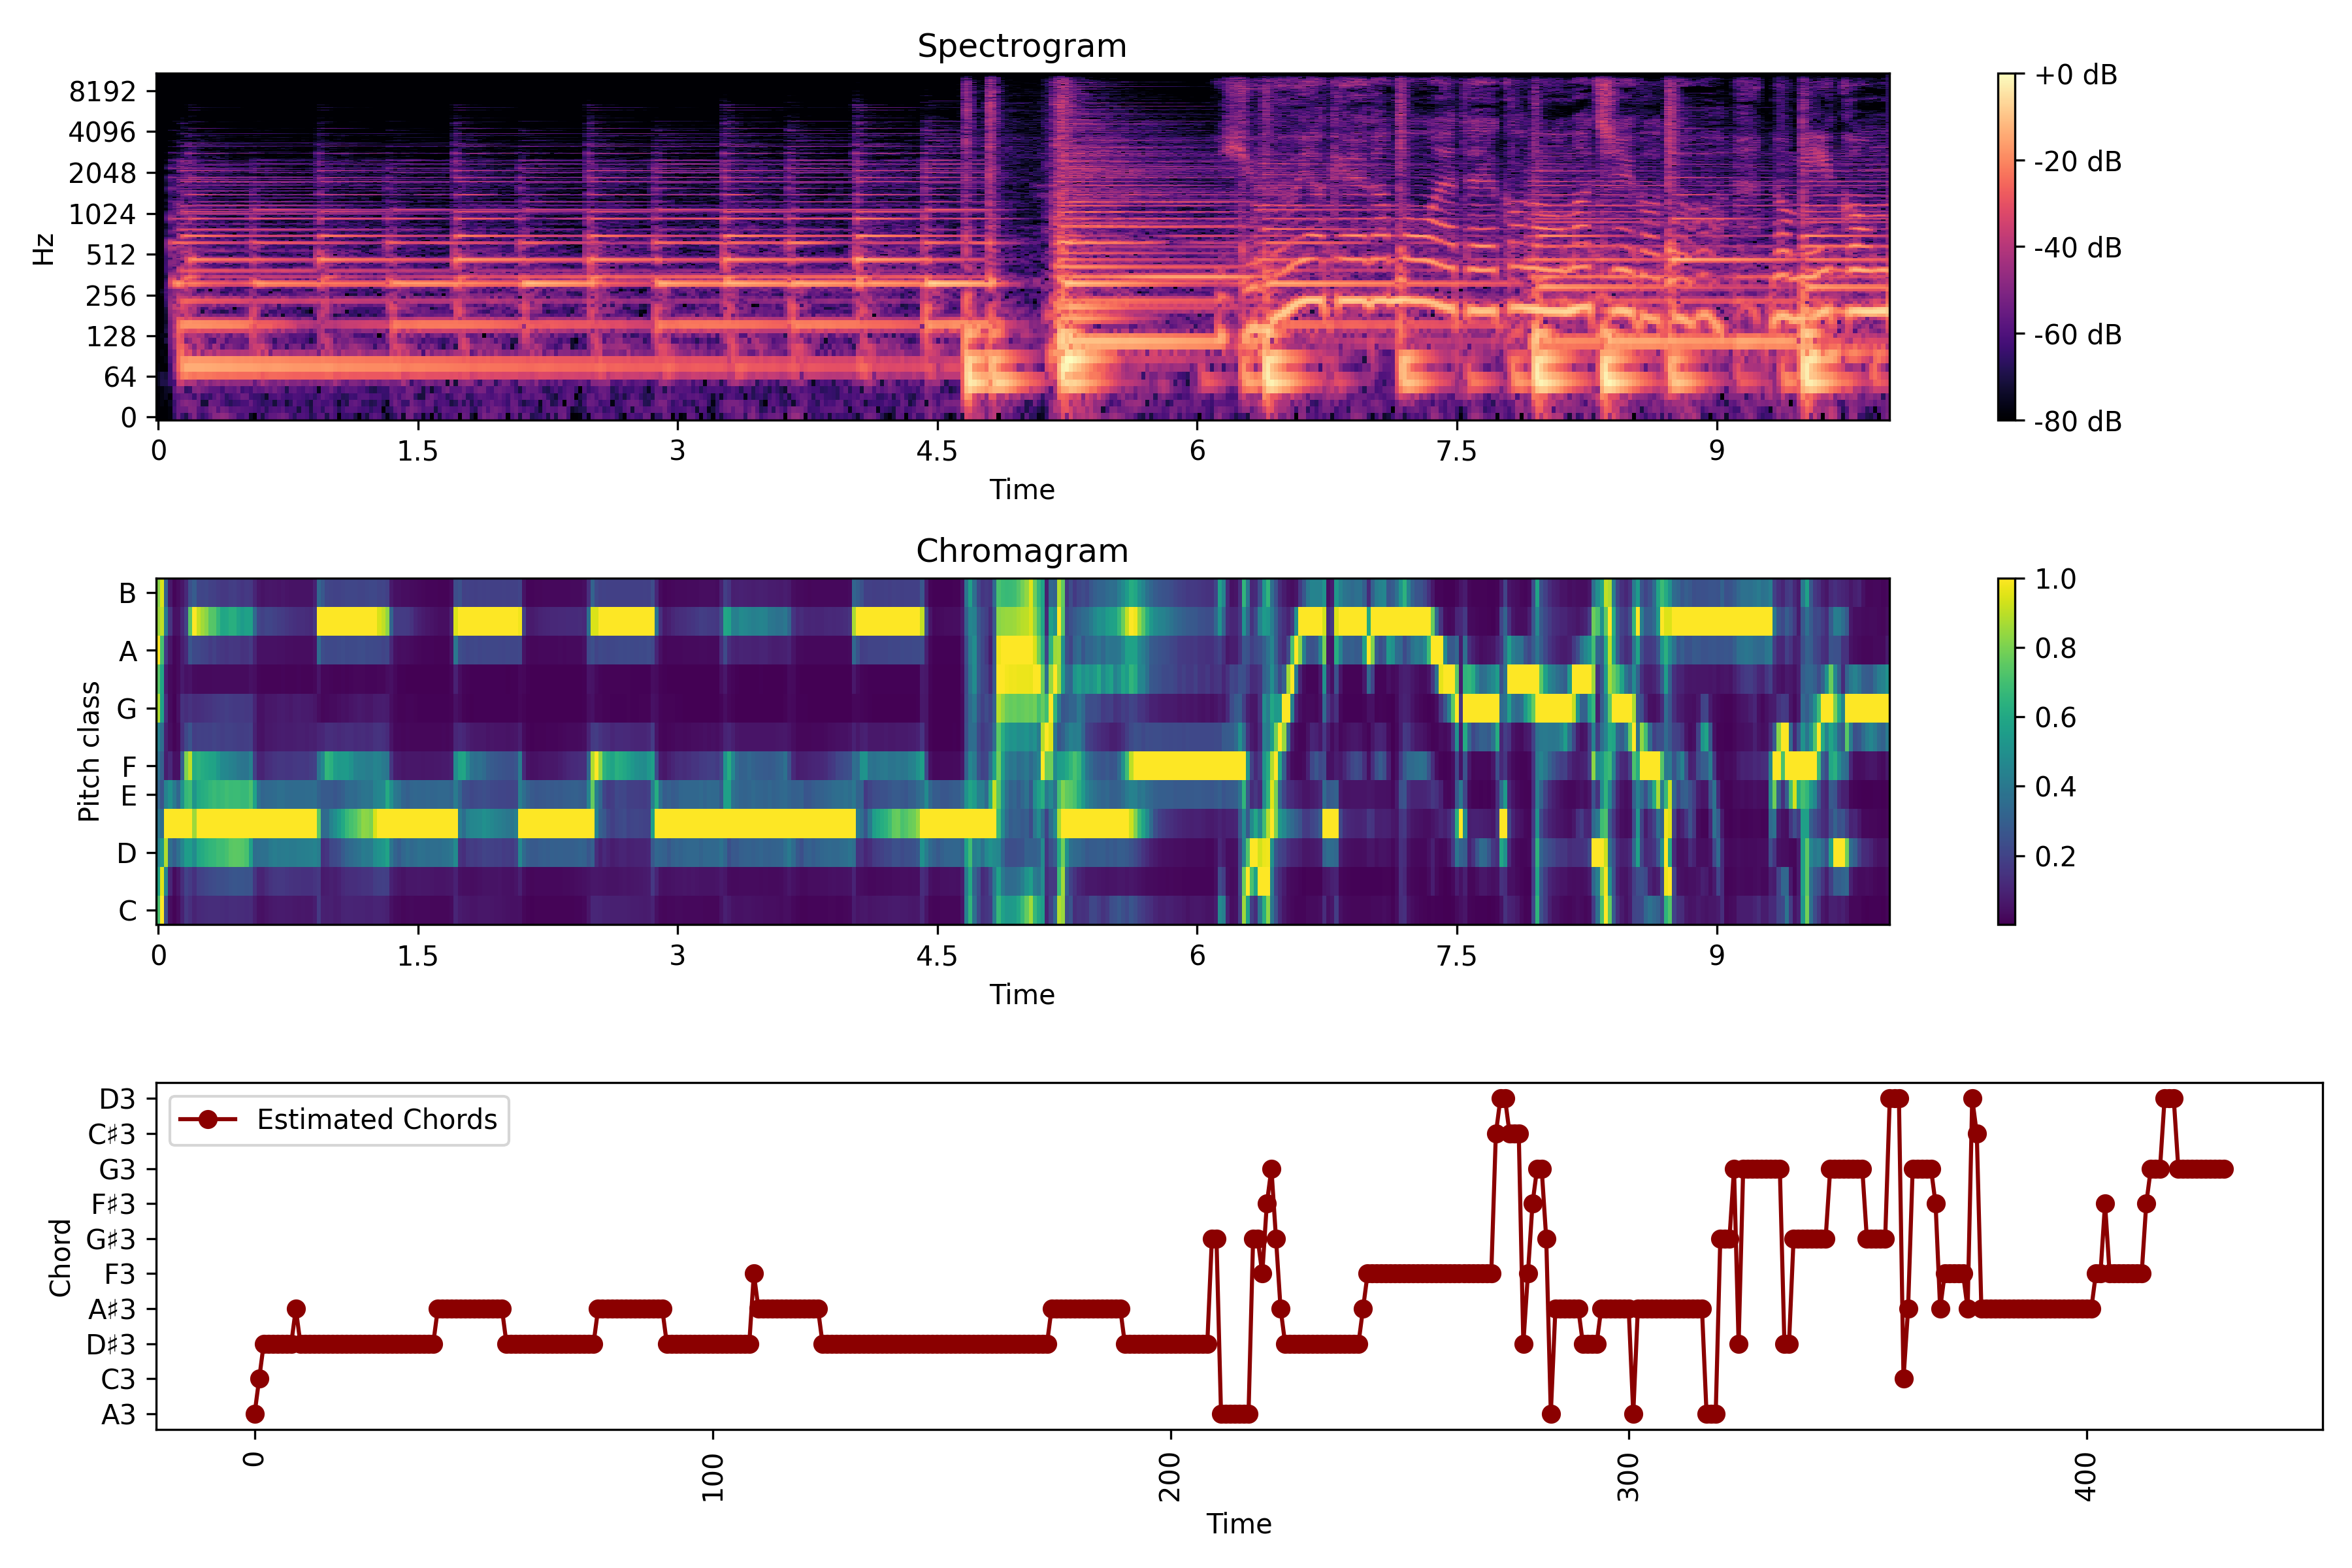 Spectrogram
8192
4096
2048
1024
512
256
128
64
0
Hz
0 1.5 3 4.5 6 7.5 9
Time
+0 dB
-20 dB
-40 dB
-60 dB
-80 dB
Chromagram
B
A
G
F
E
D
C
Pitch class
0 1.5 3 4.5 6 7.5 9
Time
1.0
0.8
0.6
0.4
0.2
D3
C♯3
G3
F♯3
G♯3
F3
A♯3
D♯3
C3
A3
Chord
Estimated Chords
0 100 200 300 400
Time